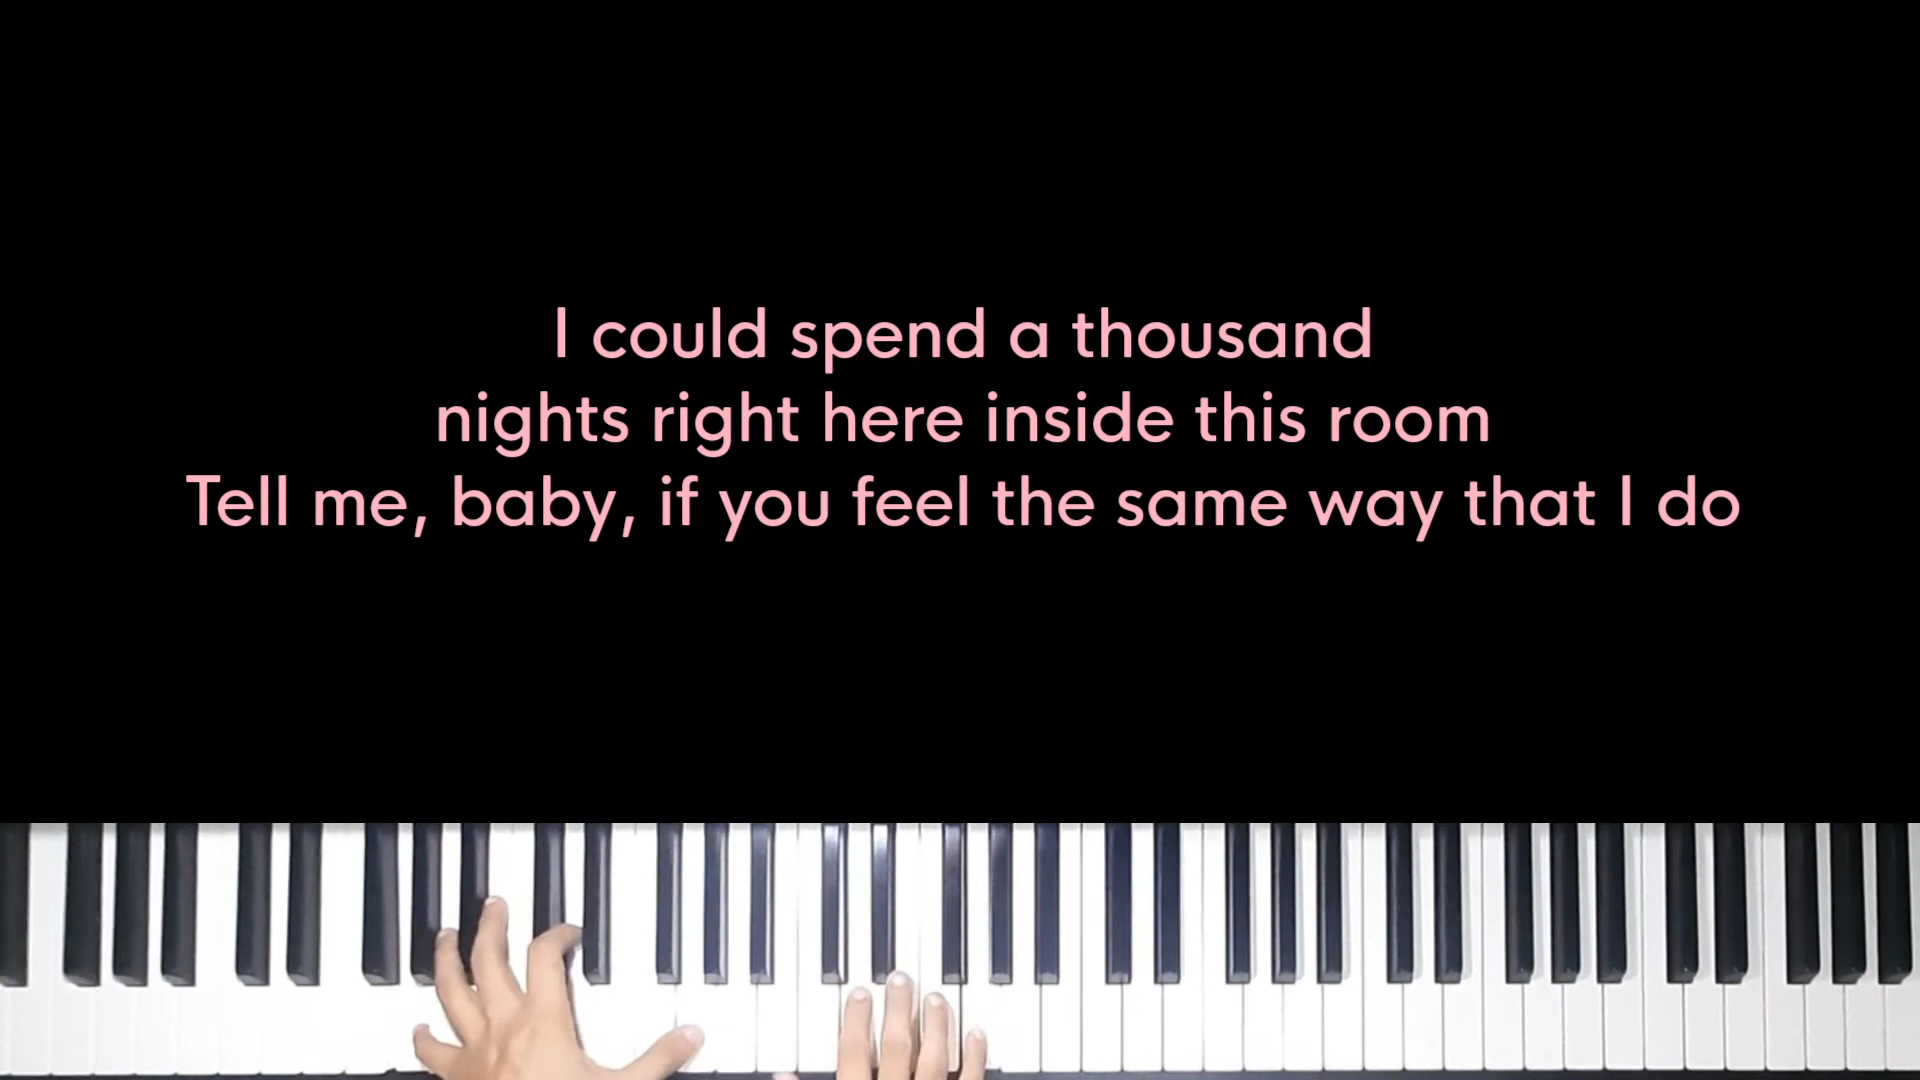 I could spend a thousand
nights right here inside this room
Tell me, baby, if you feel the same way that I do